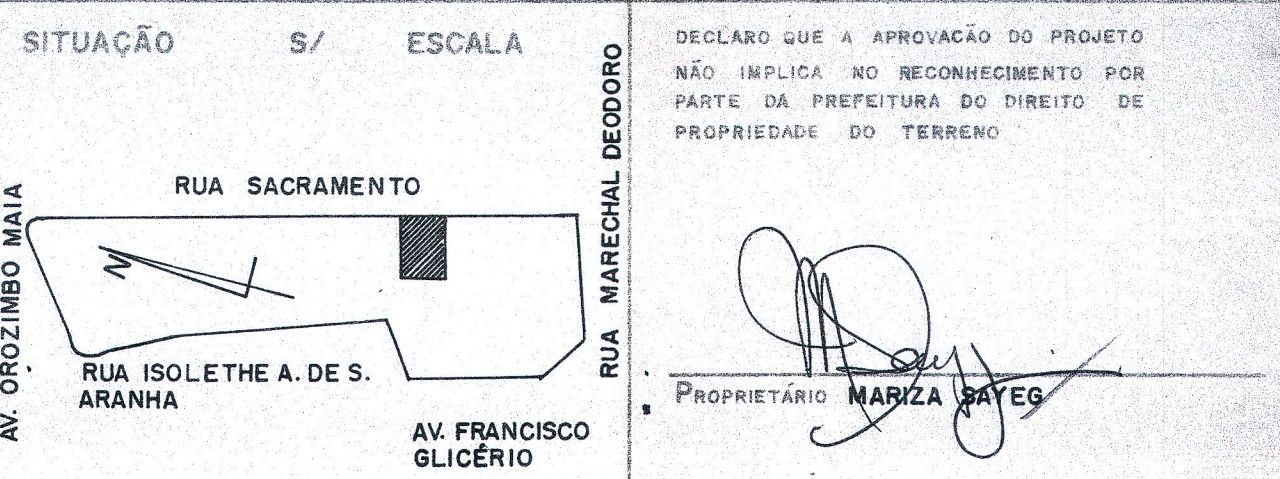 SITUAÇÃO S/ ESCALA
RUA SACRAMENTO
AV. OROZIMBO MAIA
RUA MARECHAL DEODORO
N
RUA ISOLETHE A. DE S.
ARANHA
AV. FRANCISCO
GLICÉRIO
DECLARO QUE A APROVACÃO DO PROJETO
NÃO IMPLICA NO RECONHECIMENTO POR
PARTE DA PREFEITURA DO DIREITO DE
PROPRIEDADE DO TERRENO
PROPRIETÁRIO MARIZA SAYEG